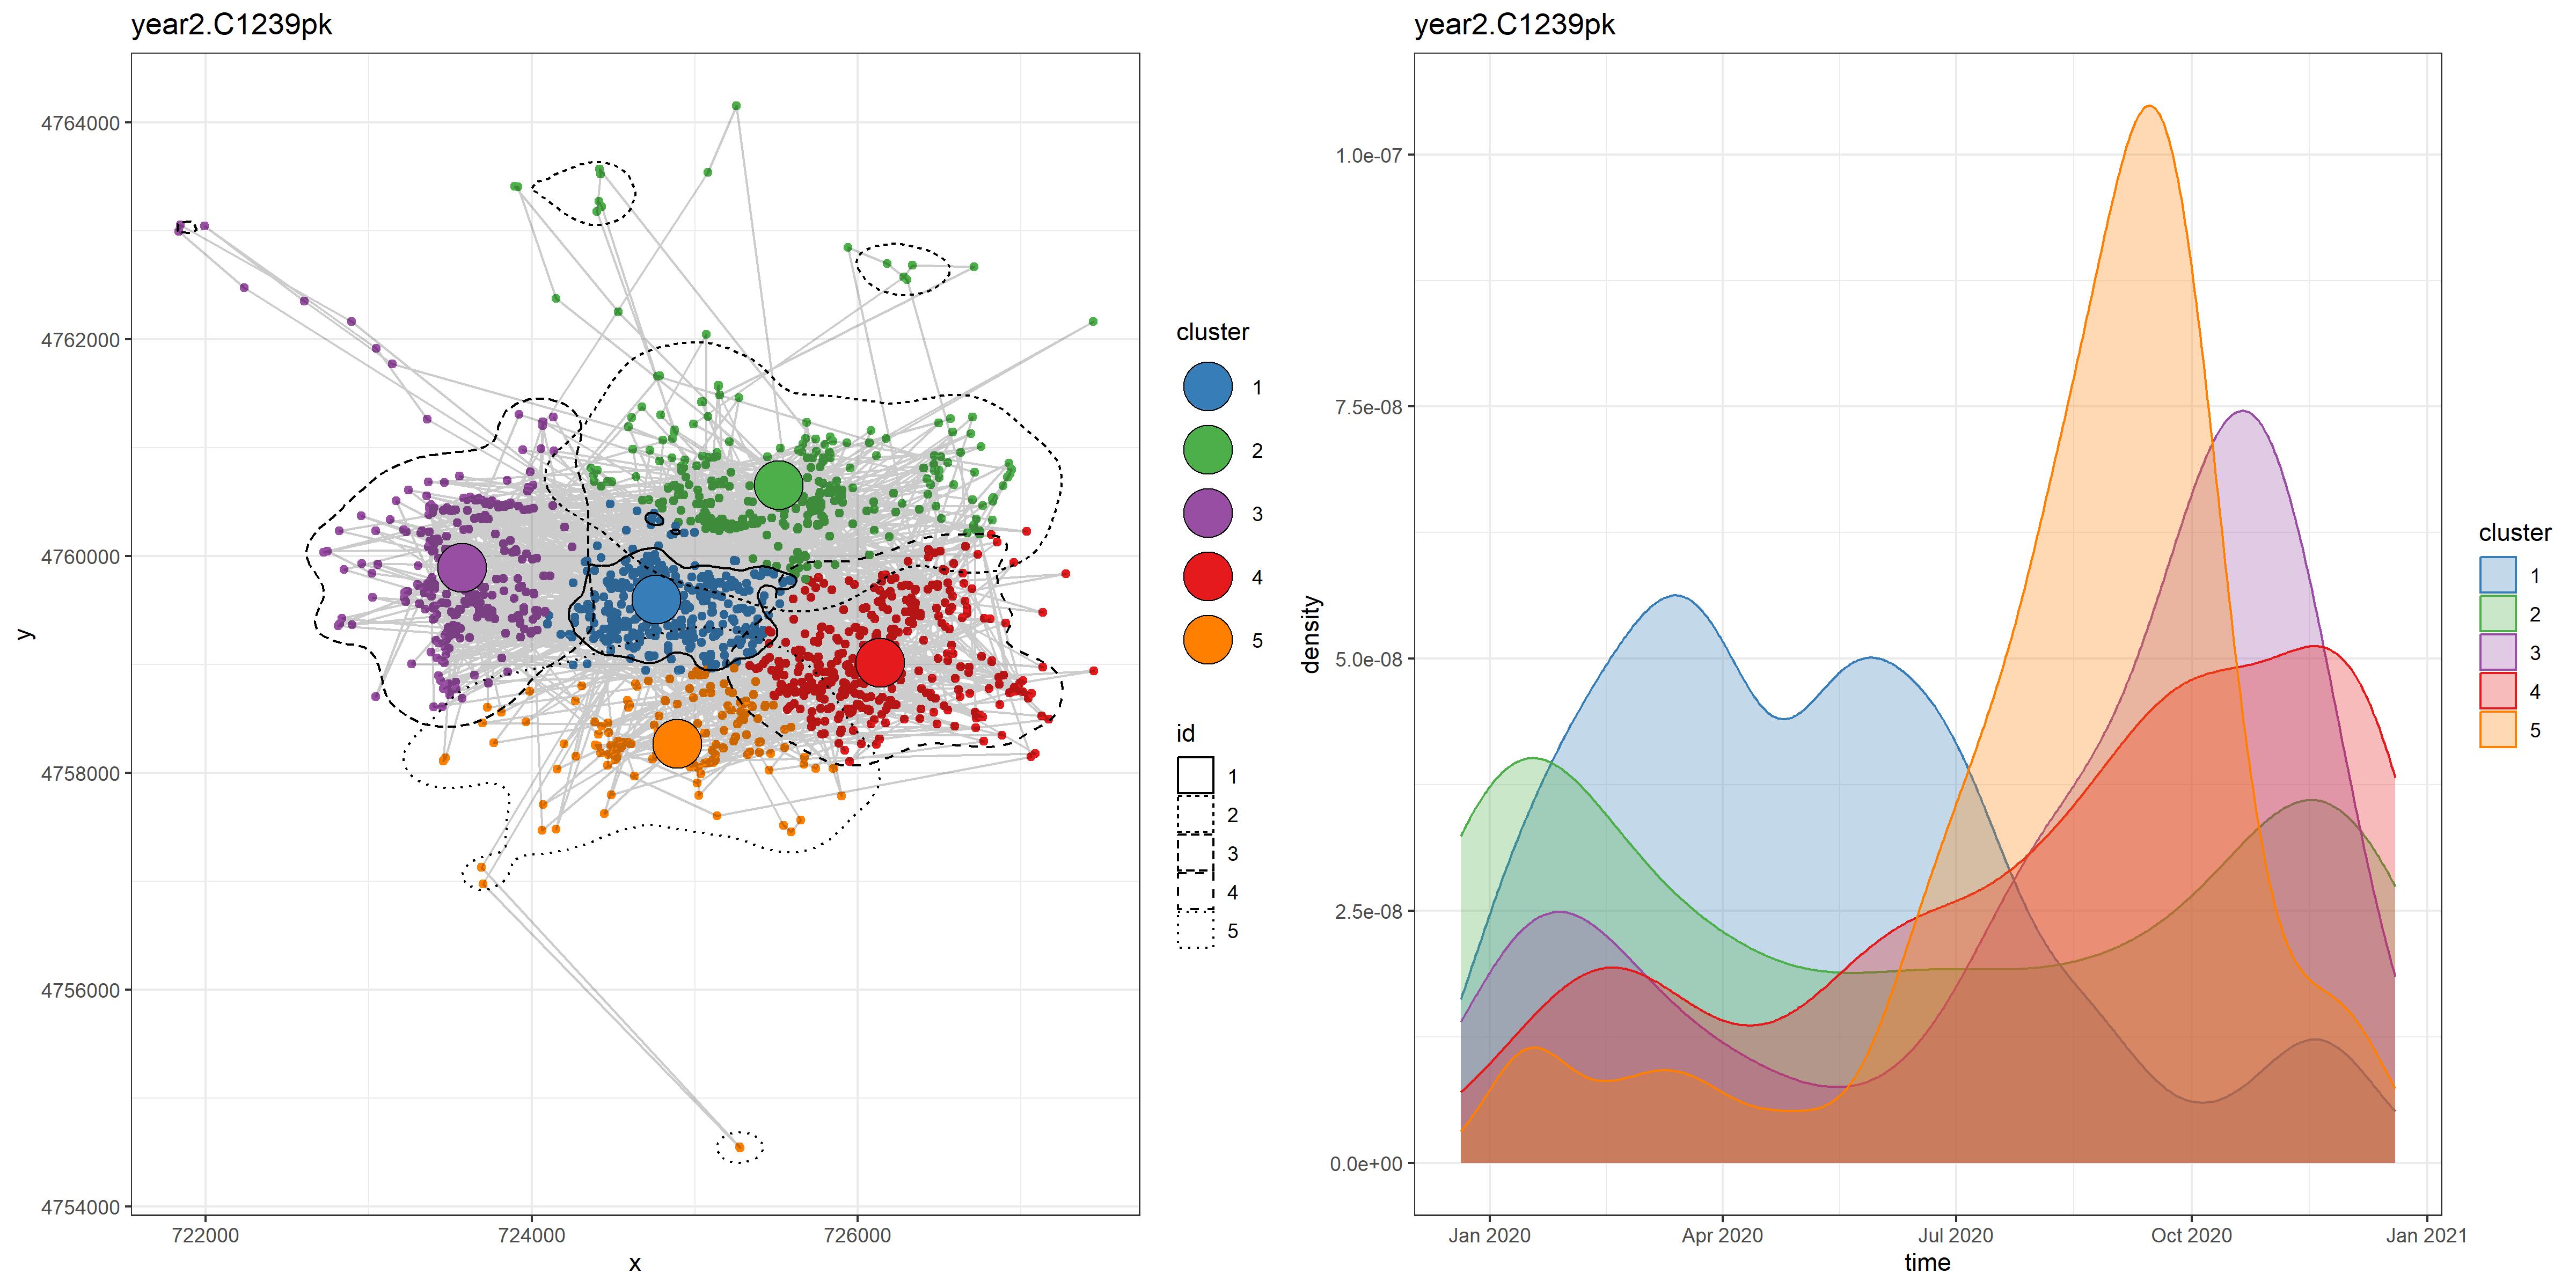 year2.C1239pk
4764000
4762000
4760000
4758000
4756000
4754000
y
722000
724000
726000
x
cluster
1
2
3
4
5
id
1
2
3
4
5
year2.C1239pk
1.0e-07
7.5e-08
5.0e-08
2.5e-08
0.0e+00
density
Jan 2020
Apr 2020
Jul 2020
Oct 2020
Jan 2021
time
cluster
1
2
3
4
5